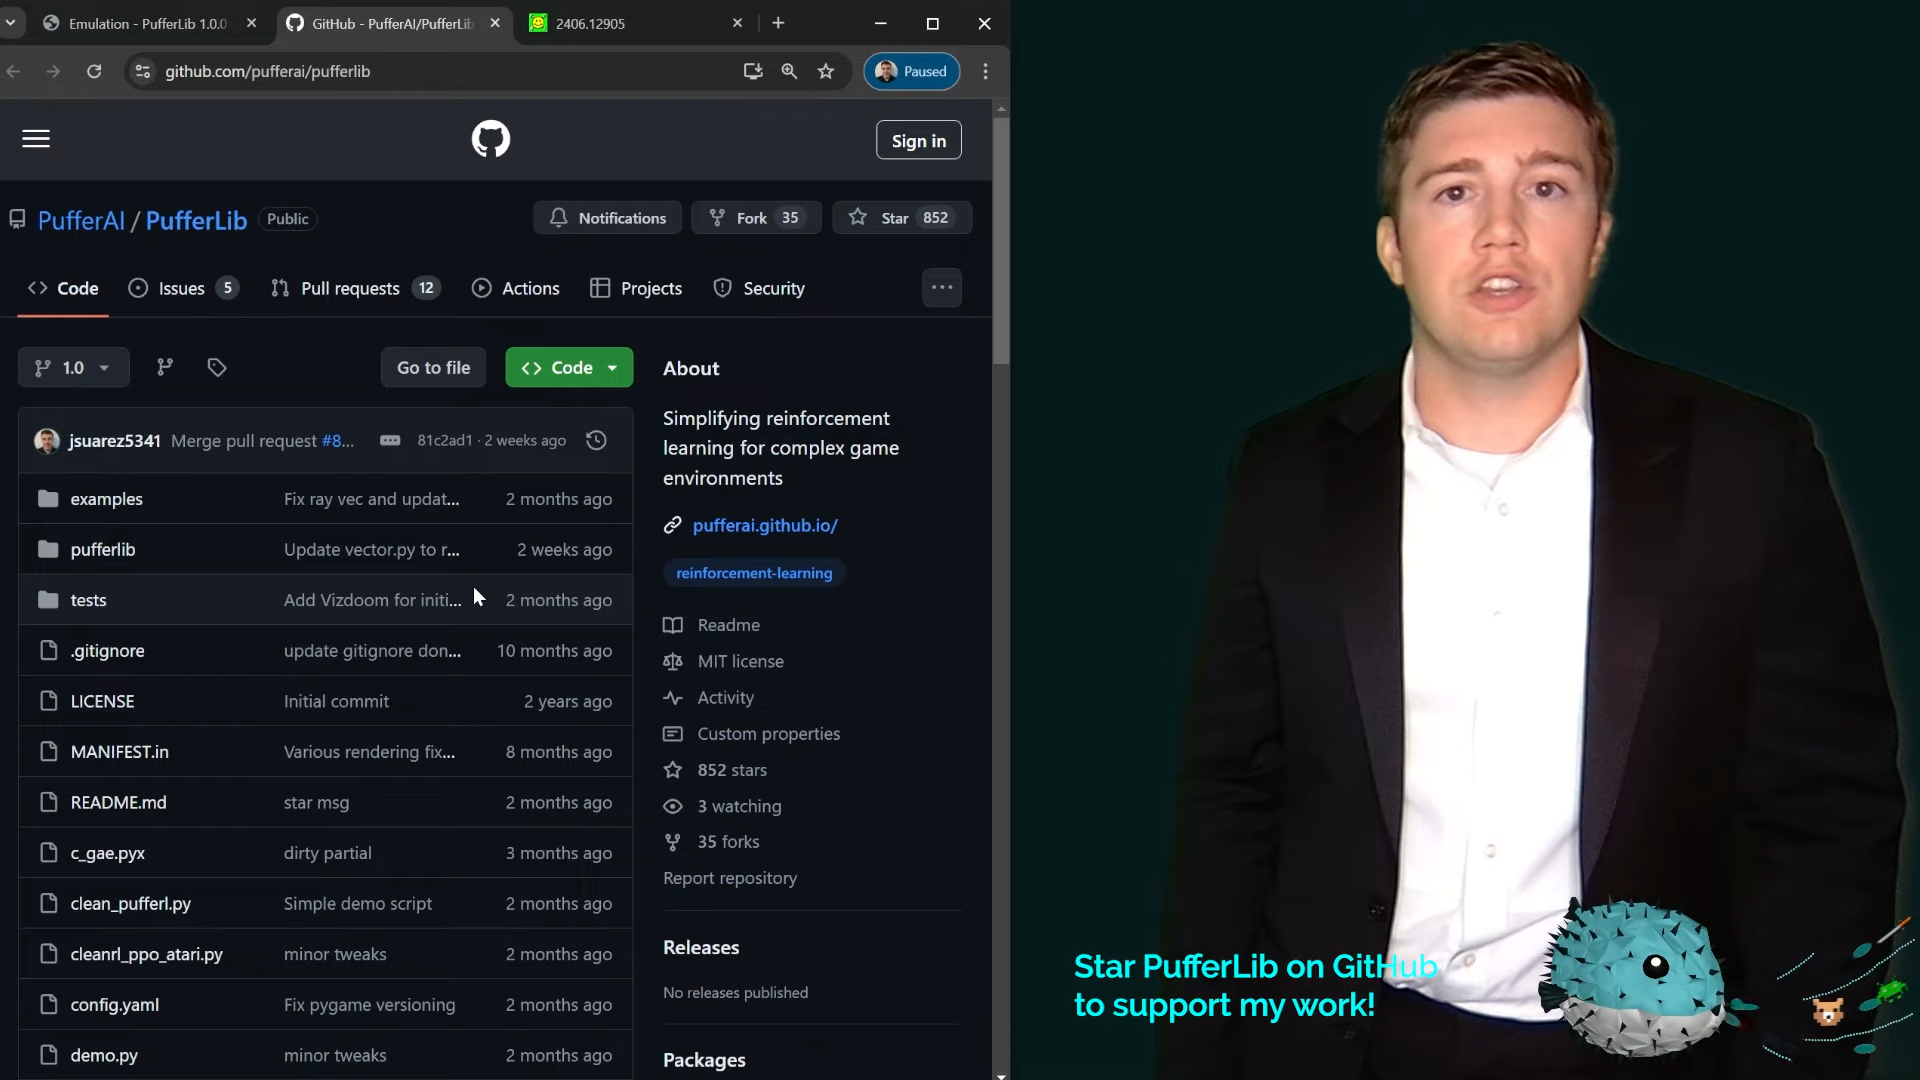 Emulation - PufferLib 1.0.0
GitHub - PufferAI/PufferLib
2406.12905
github.com/pufferai/pufferlib
Paused
Sign in
PufferAI / PufferLib
Public
Notifications
Fork 35
Star 852
Code
Issues 5
Pull requests 12
Actions
Projects
Security
1.0
Go to file
Code
jsuarez5341 Merge pull request #8... 81c2ad1 · 2 weeks ago
examples Fix ray vec and updat... 2 months ago
pufferlib Update vector.py to r... 2 weeks ago
tests Add Vizdoom for initi... 2 months ago
.gitignore update gitignore don... 10 months ago
LICENSE Initial commit 2 years ago
MANIFEST.in Various rendering fix... 8 months ago
README.md star msg 2 months ago
c_gae.pyx dirty partial 3 months ago
clean_pufferl.py Simple demo script 2 months ago
cleanrl_ppo_atari.py minor tweaks 2 months ago
config.yaml Fix pygame versioning 2 months ago
demo.py minor tweaks 2 months ago
About
Simplifying reinforcement
learning for complex game
environments
pufferai.github.io/
reinforcement-learning
Readme
MIT license
Activity
Custom properties
852 stars
3 watching
35 forks
Report repository
Releases
No releases published
Packages
Star PufferLib on GitHub
to support my work!